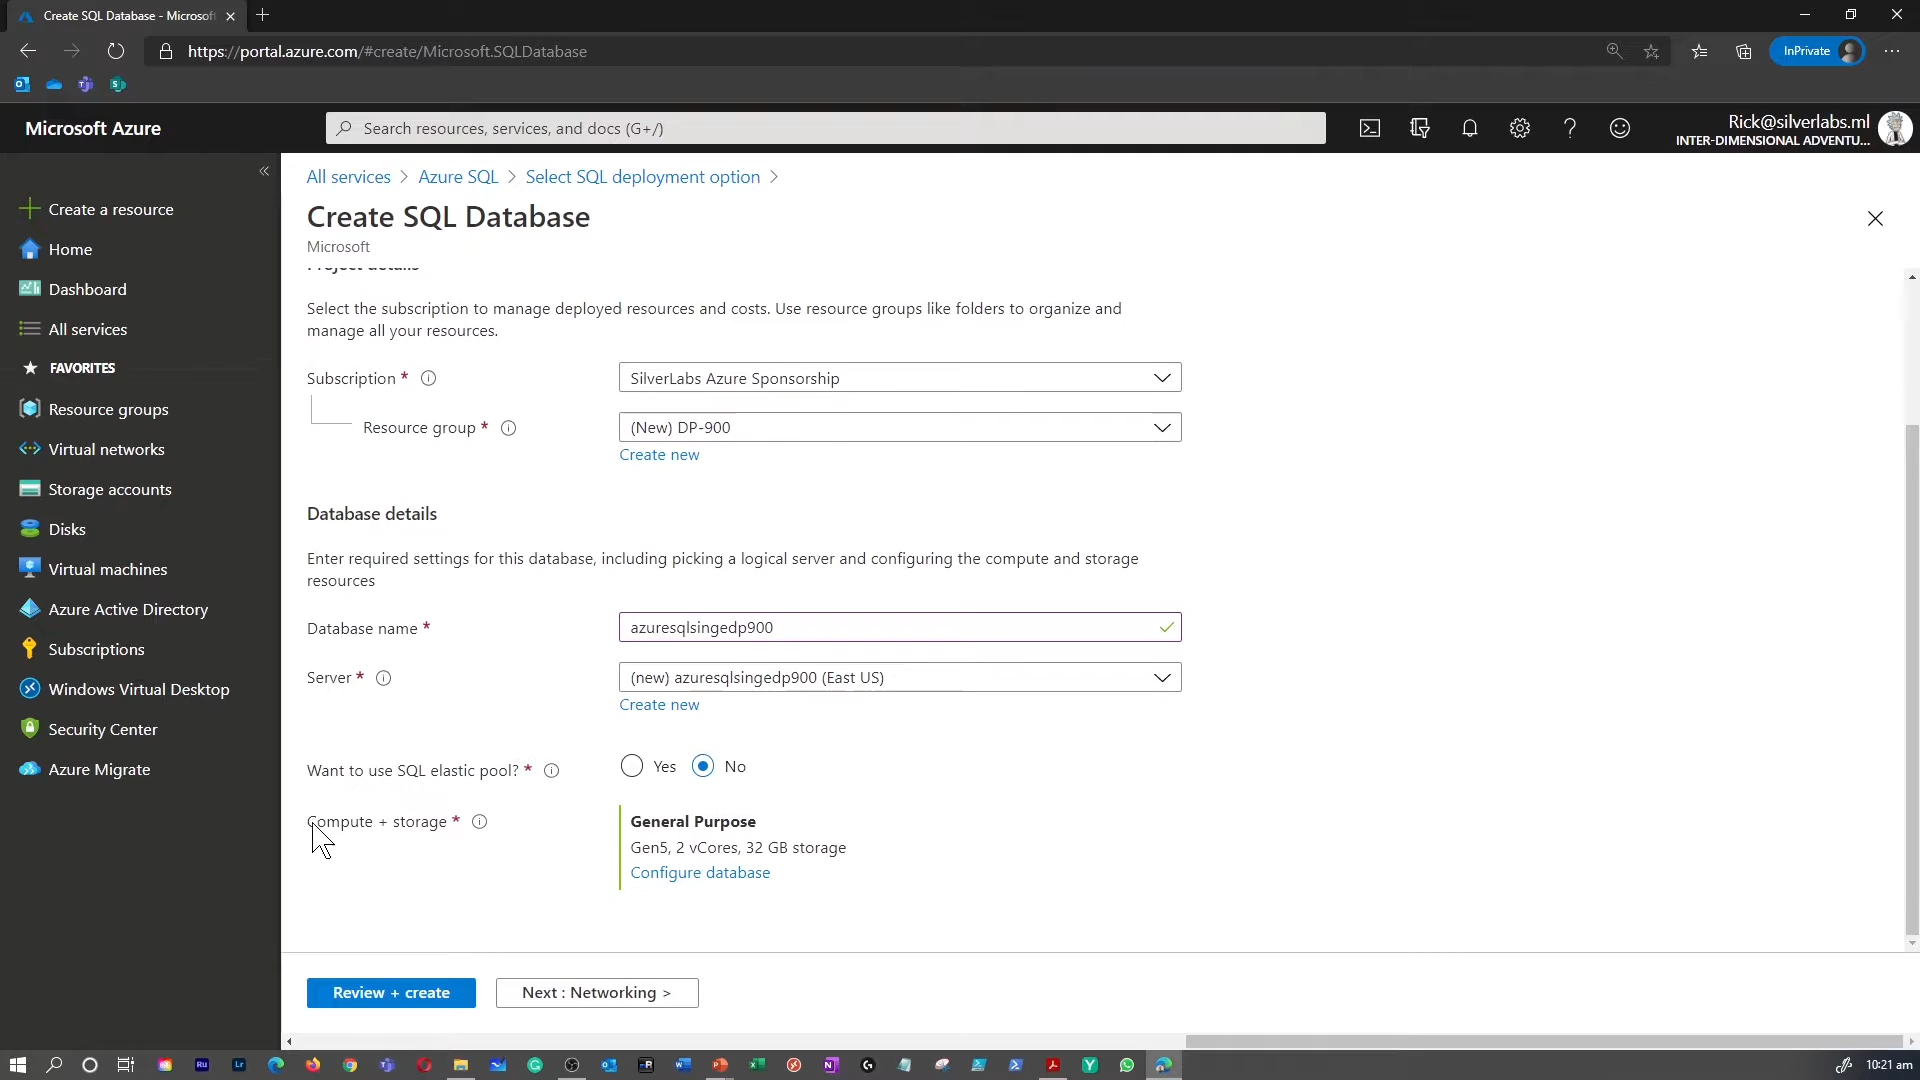 Create SQL Database - Microsoft
https://portal.azure.com/#create/Microsoft.SQLDatabase
InPrivate
Microsoft Azure
Search resources, services, and docs (G+/)
Rick@silverlabs.ml
INTER-DIMENSIONAL ADVENTU...
Create a resource
Home
Dashboard
All services
FAVORITES
Resource groups
Virtual networks
Storage accounts
Disks
Virtual machines
Azure Active Directory
Subscriptions
Windows Virtual Desktop
Security Center
Azure Migrate
All services > Azure SQL > Select SQL deployment option >
Create SQL Database
Microsoft
Project details
Select the subscription to manage deployed resources and costs. Use resource groups like folders to organize and
manage all your resources.
Subscription *
SilverLabs Azure Sponsorship
Resource group *
(New) DP-900
Create new
Database details
Enter required settings for this database, including picking a logical server and configuring the compute and storage
resources
Database name *
azuresqlsingedp900
Server *
(new) azuresqlsingedp900 (East US)
Create new
Want to use SQL elastic pool? *
Yes
No
Compute + storage *
General Purpose
Gen5, 2 vCores, 32 GB storage
Configure database
Review + create
Next : Networking >
10:21 am